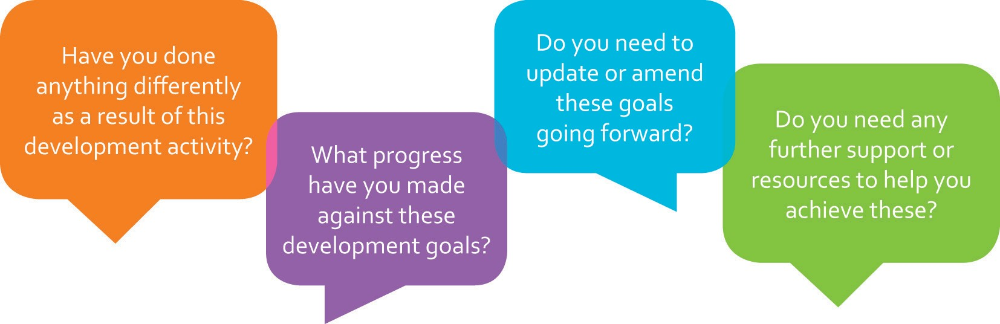 Have you done
anything differently
as a result of this
development activity?
What progress
have you made
against these
development goals?
Do you need to
update or amend
these goals
going forward?
Do you need any
further support or
resources to help you
achieve these?